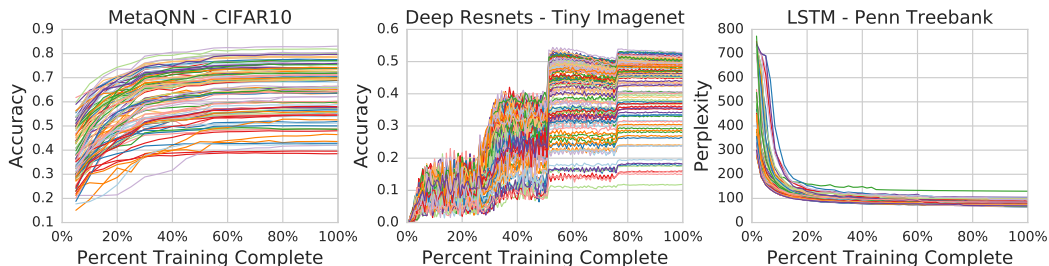 MetaQNN - CIFAR10
Accuracy
0.9
0.8
0.7
0.6
0.5
0.4
0.3
0.2
0.1
0% 20% 40% 60% 80% 100%
Percent Training Complete
Deep Resnets - Tiny Imagenet
Accuracy
0.6
0.5
0.4
0.3
0.2
0.1
0.0
0% 20% 40% 60% 80% 100%
Percent Training Complete
LSTM - Penn Treebank
Perplexity
800
700
600
500
400
300
200
100
0
0% 20% 40% 60% 80% 100%
Percent Training Complete